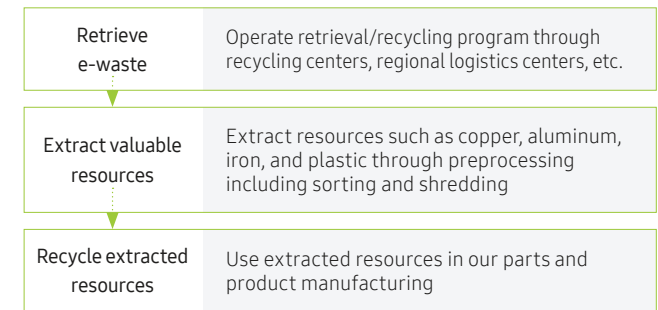 Retrieve
e-waste
Operate retrieval/recycling program through
recycling centers, regional logistics centers, etc.
Extract valuable
resources
Extract resources such as copper, aluminum,
iron, and plastic through preprocessing
including sorting and shredding
Recycle extracted
resources
Use extracted resources in our parts and
product manufacturing